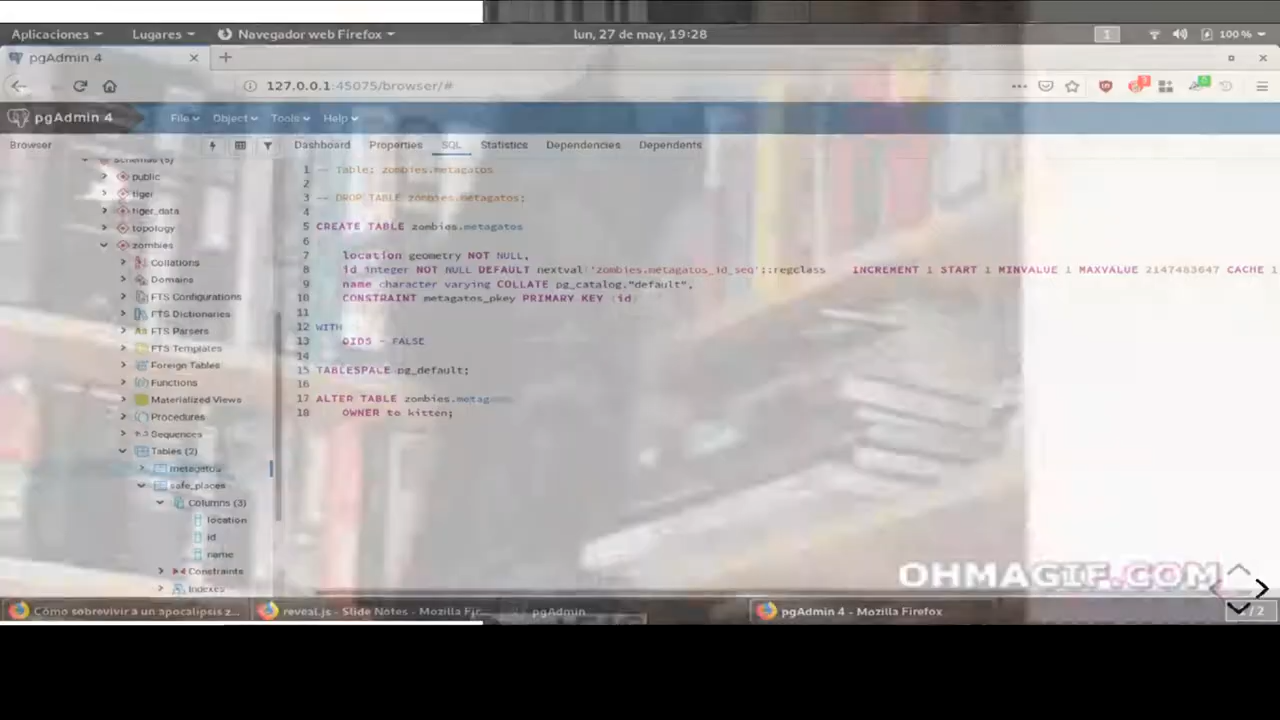 Aplicaciones Lugares Navegador web Firefox lun, 27 de may, 19:28 1 100 %
pgAdmin 4
127.0.0.1:45075/browser/#
pgAdmin 4 File Object Tools Help
Browser Dashboard Properties SQL Statistics Dependencies Dependents
Schemas (5)
public
tiger
tiger_data
topology
zombies
Collations
Domains
FTS Configurations
FTS Dictionaries
FTS Parsers
FTS Templates
Foreign Tables
Functions
Materialized Views
Procedures
Sequences
Tables (2)
metagatos
safe_places
Columns (3)
location
id
name
Constraints
Indexes
1 -- Table: zombies.metagatos
2
3 -- DROP TABLE zombies.metagatos;
4
5 CREATE TABLE zombies.metagatos
6
7 location geometry NOT NULL,
8 id integer NOT NULL DEFAULT nextval('zombies.metagatos_id_seq'::regclass INCREMENT 1 START 1 MINVALUE 1 MAXVALUE 2147483647 CACHE 1
9 name character varying COLLATE pg_catalog."default",
10 CONSTRAINT metagatos_pkey PRIMARY KEY (id)
11
12 WITH
13 OIDS = FALSE
14
15 TABLESPACE pg_default;
16
17 ALTER TABLE zombies.metagatos
18 OWNER to kitten;
OHMAGIF.COM
Cómo sobrevivir a un apocalipsis z... reveal.js - Slide Notes - Mozilla Fir... pgAdmin pgAdmin 4 - Mozilla Firefox / 2